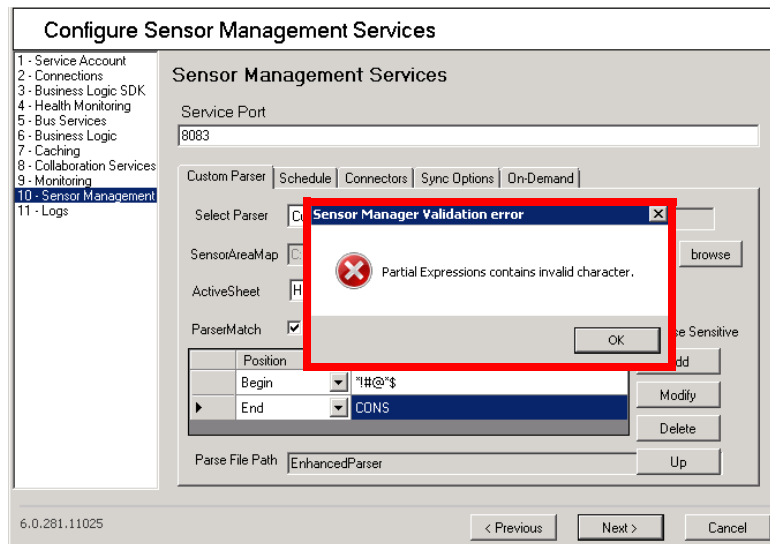 Configure Sensor Management Services
1 - Service Account
2 - Connections
3 - Business Logic SDK
4 - Health Monitoring
5 - Bus Services
6 - Business Logic
7 - Caching
8 - Collaboration Services
9 - Monitoring
10 - Sensor Management
11 - Logs
Sensor Management Services
Service Port
8083
Custom Parser
Schedule
Connectors
Sync Options
On-Demand
Select Parser
SensorAreaMap
browse
ActiveSheet
ParserMatch
Sensitive
Sensor Manager Validation error
Partial Expressions contains invalid character.
OK
Position
Begin
*!#@*$
End
CONS
Modify
Delete
Up
Parse File Path
EnhancedParser
6.0.281.11025
< Previous
Next >
Cancel